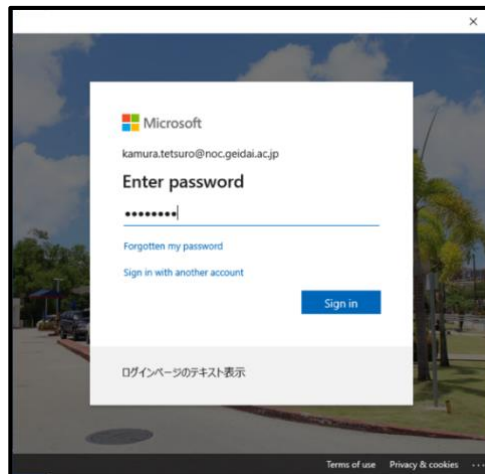 Microsoft
kamura.tetsuro@noc.geidai.ac.jp
Enter password
••••••••
Forgotten my password
Sign in with another account
Sign in
ログインページのテキスト表示
Terms of use Privacy & cookies ...